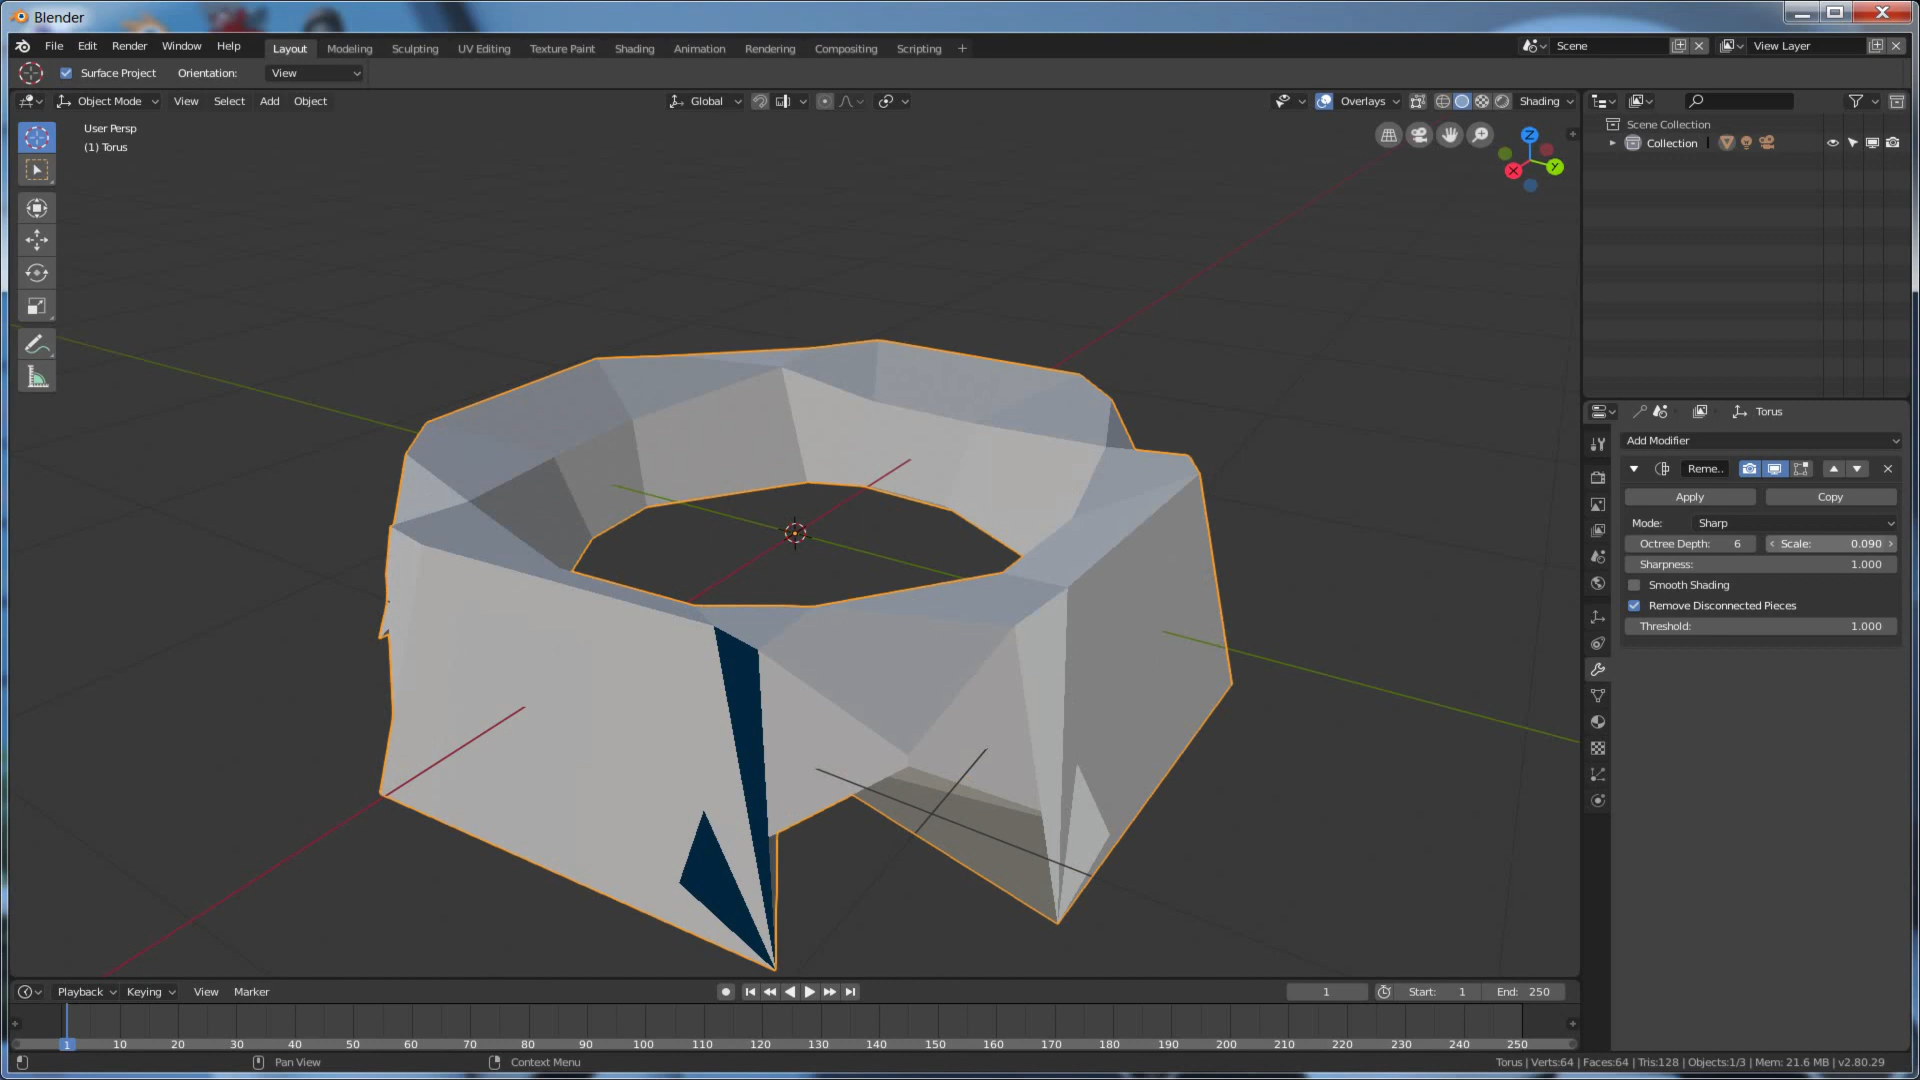 Blender
File Edit Render Window Help Layout Modeling Sculpting UV Editing Texture Paint Shading Animation Rendering Compositing Scripting + Scene View Layer
Surface Project Orientation: View
Object Mode View Select Add Object Global Overlays Shading
User Persp
(1) Torus
Z
Y
X
Scene Collection
Collection
Torus
Add Modifier
Reme..
Apply Copy
Mode: Sharp
Octree Depth: 6 Scale: 0.090
Sharpness: 1.000
Smooth Shading
Remove Disconnected Pieces
Threshold: 1.000
Playback Keying View Marker 1 Start: 1 End: 250
1 10 20 30 40 50 60 70 80 90 100 110 120 130 140 150 160 170 180 190 200 210 220 230 240 250
Pan View Context Menu Torus | Verts:64 | Faces:64 | Tris:128 | Objects:1/3 | Mem: 21.6 MB | v2.80.29